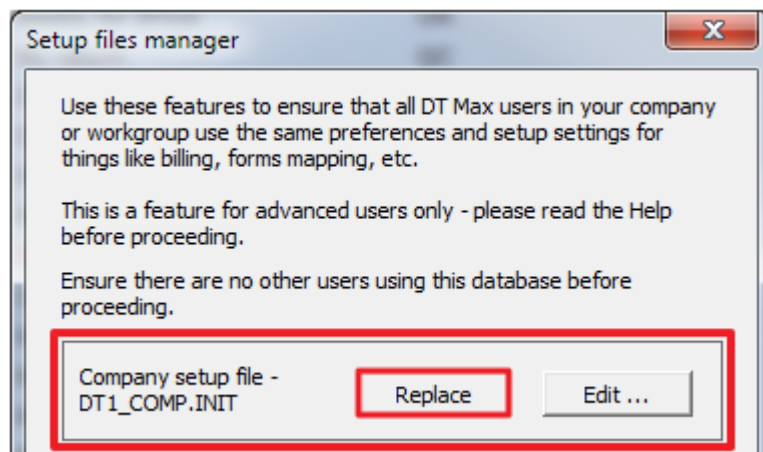 Setup files manager
X
Use these features to ensure that all DT Max users in your company
or workgroup use the same preferences and setup settings for
things like billing, forms mapping, etc.
This is a feature for advanced users only - please read the Help
before proceeding.
Ensure there are no other users using this database before
proceeding.
Company setup file -
DT1_COMP.INIT
Replace
Edit ...